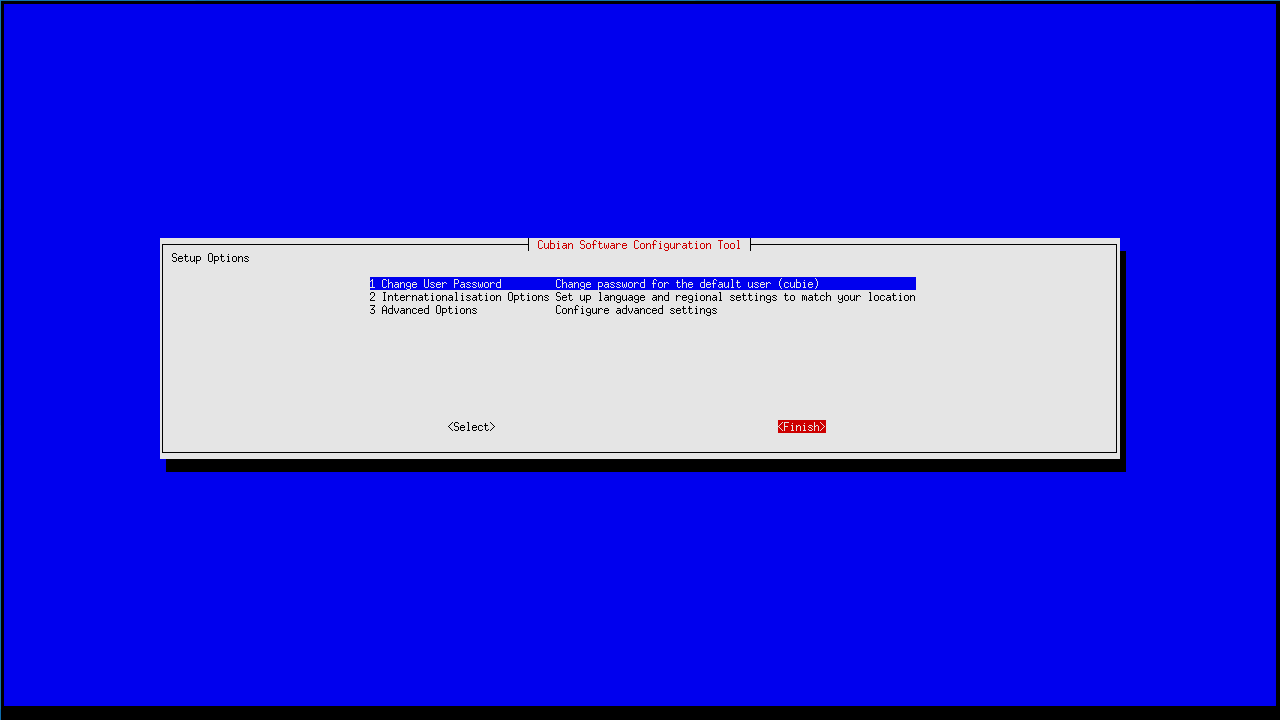 Cubian Software Configuration Tool
Setup Options
1 Change User Password Change password for the default user (cubie)
2 Internationalisation Options Set up language and regional settings to match your location
3 Advanced Options Configure advanced settings
<Select> <Finish>